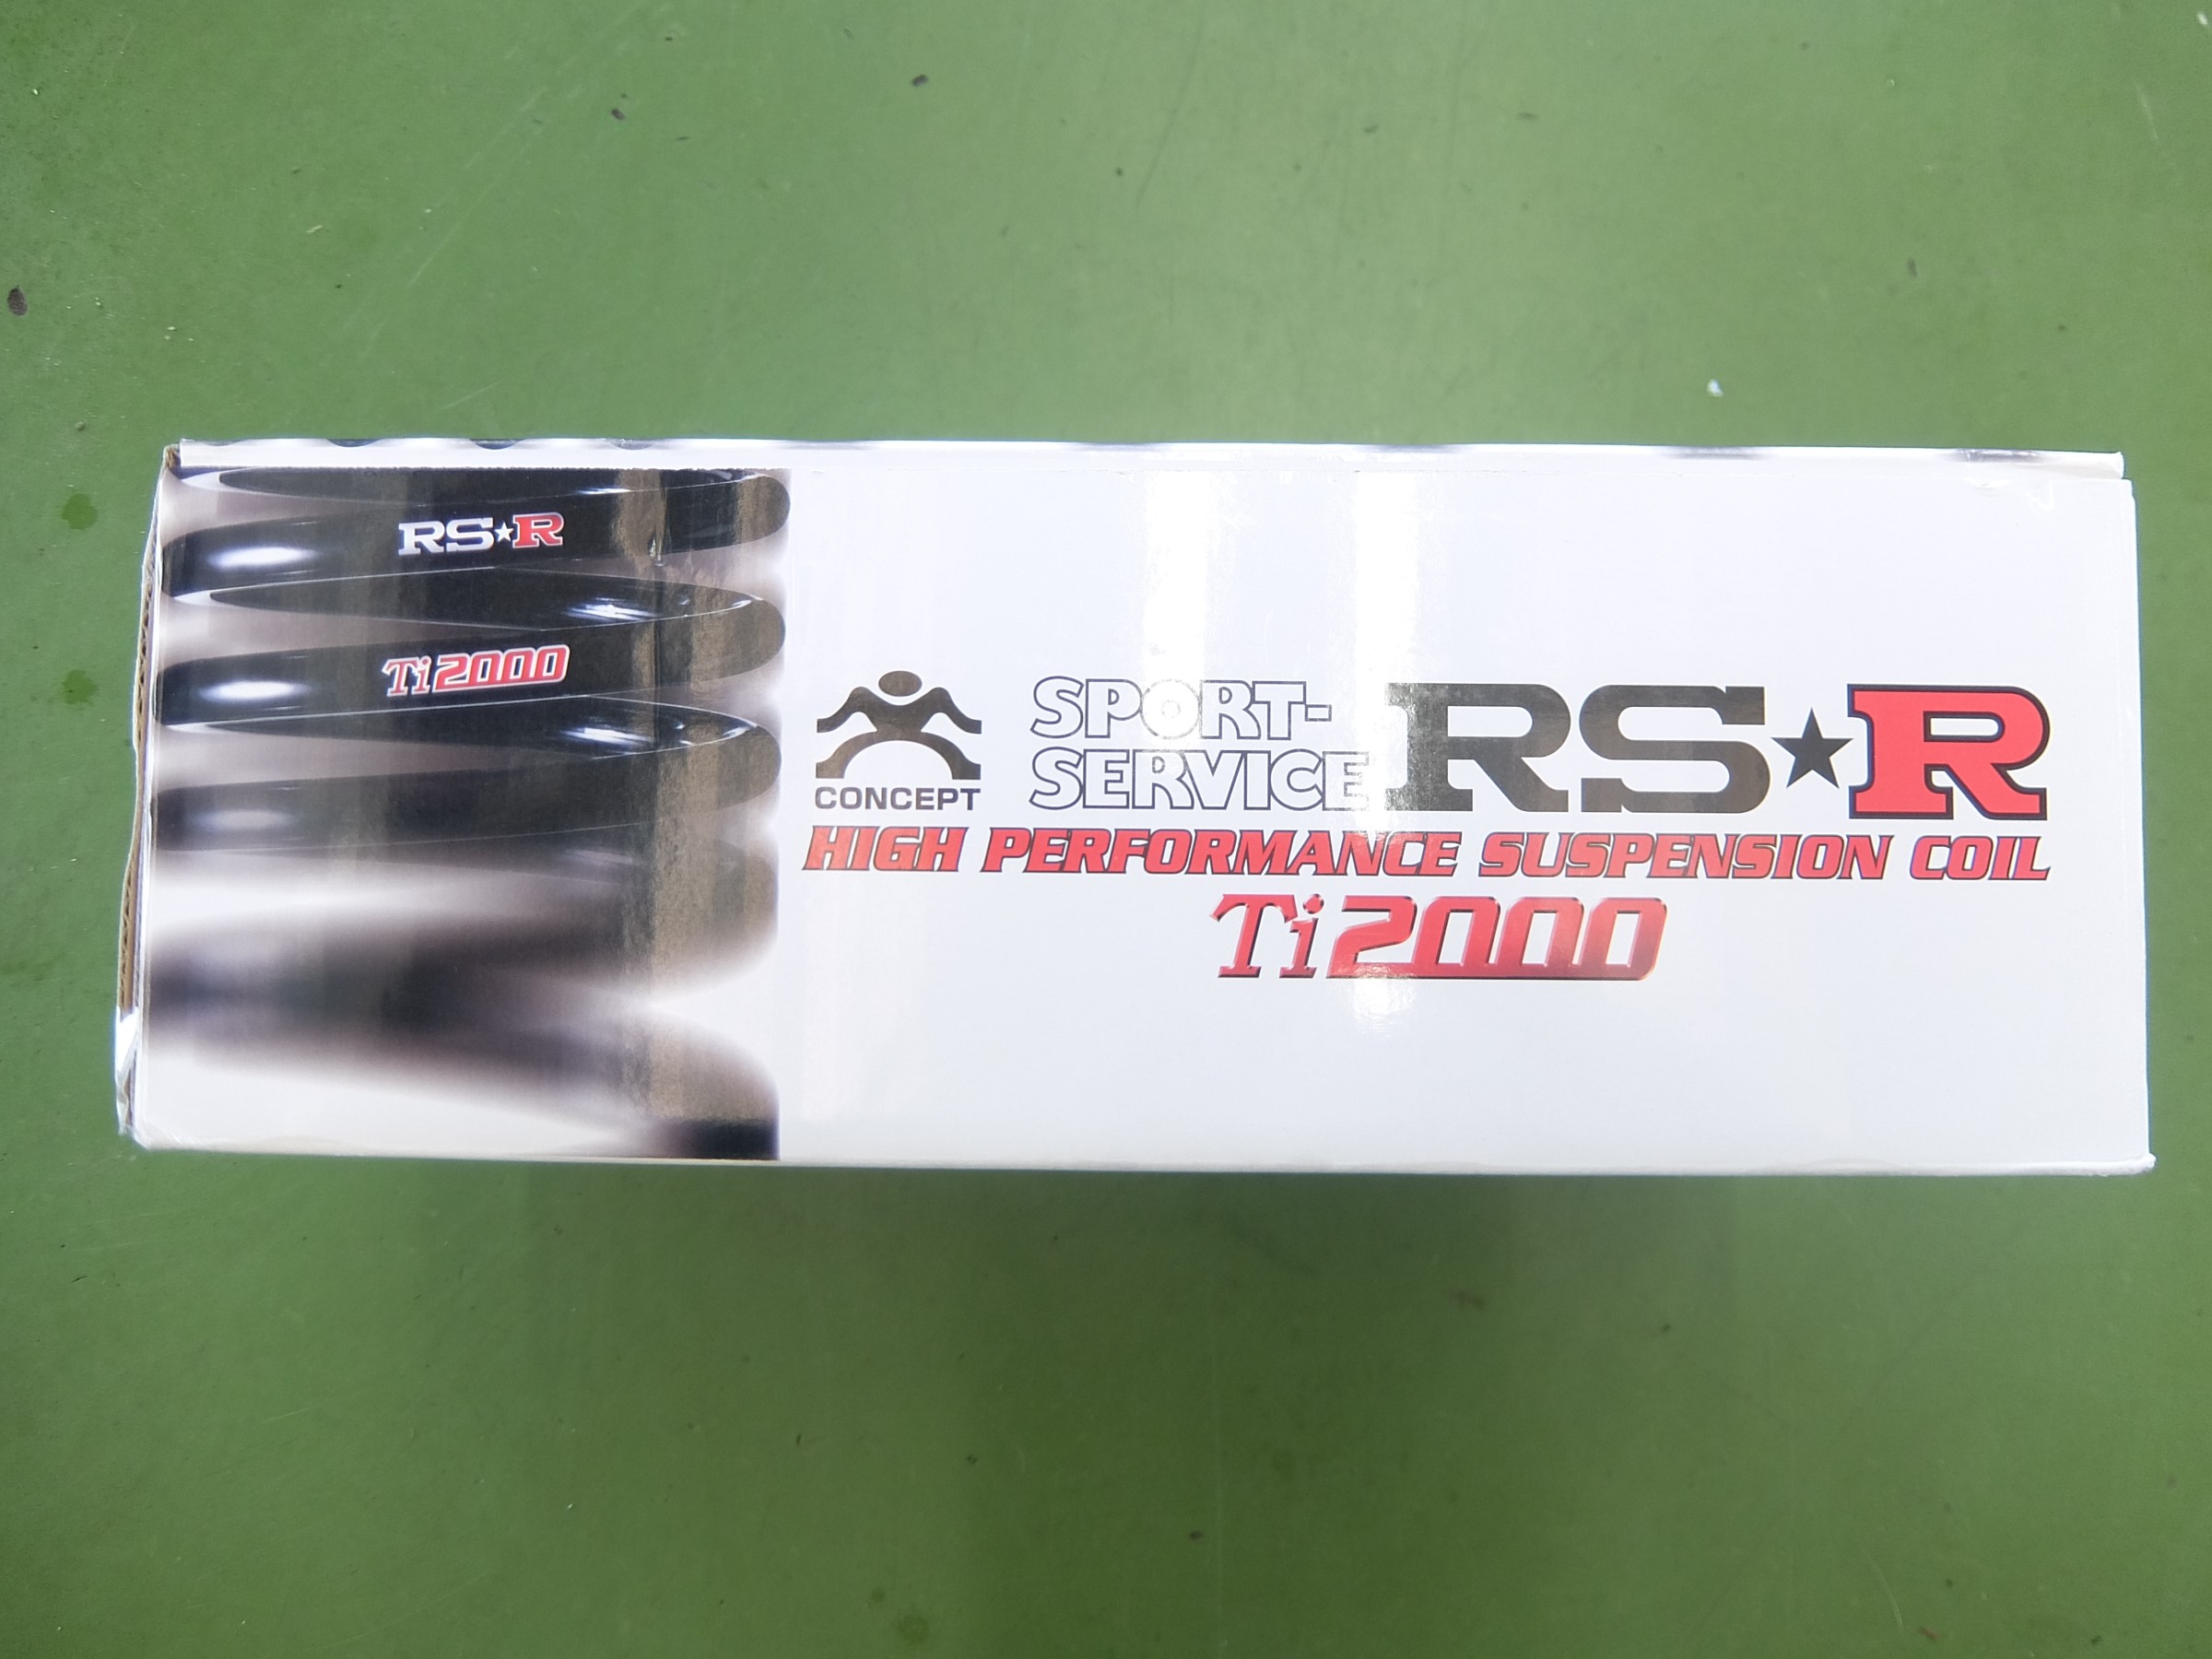 RS★R
Ti2000
CONCEPT
SPORT-
SERVICE
RS★R
HIGH PERFORMANCE SUSPENSION COIL
Ti2000